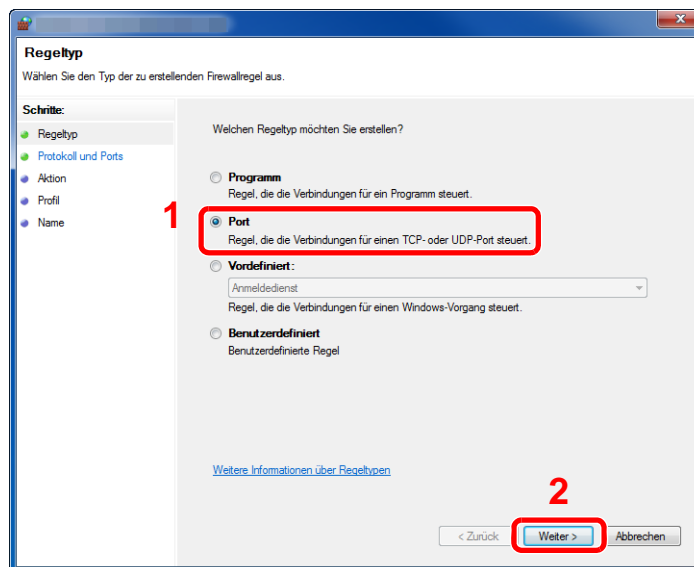 Regeltyp
Wählen Sie den Typ der zu erstellenden Firewallregel aus.
Schritte:
Regeltyp
Protokoll und Ports
Aktion
Profil
Name
Welchen Regeltyp möchten Sie erstellen?
Programm
Regel, die die Verbindungen für ein Programm steuert.
1
Port
Regel, die die Verbindungen für einen TCP- oder UDP-Port steuert.
Vordefiniert:
Anmeldedienst
Regel, die die Verbindungen für einen Windows-Vorgang steuert.
Benutzerdefiniert
Benutzerdefinierte Regel
Weitere Informationen über Regeltypen
2
< Zurück
Weiter >
Abbrechen